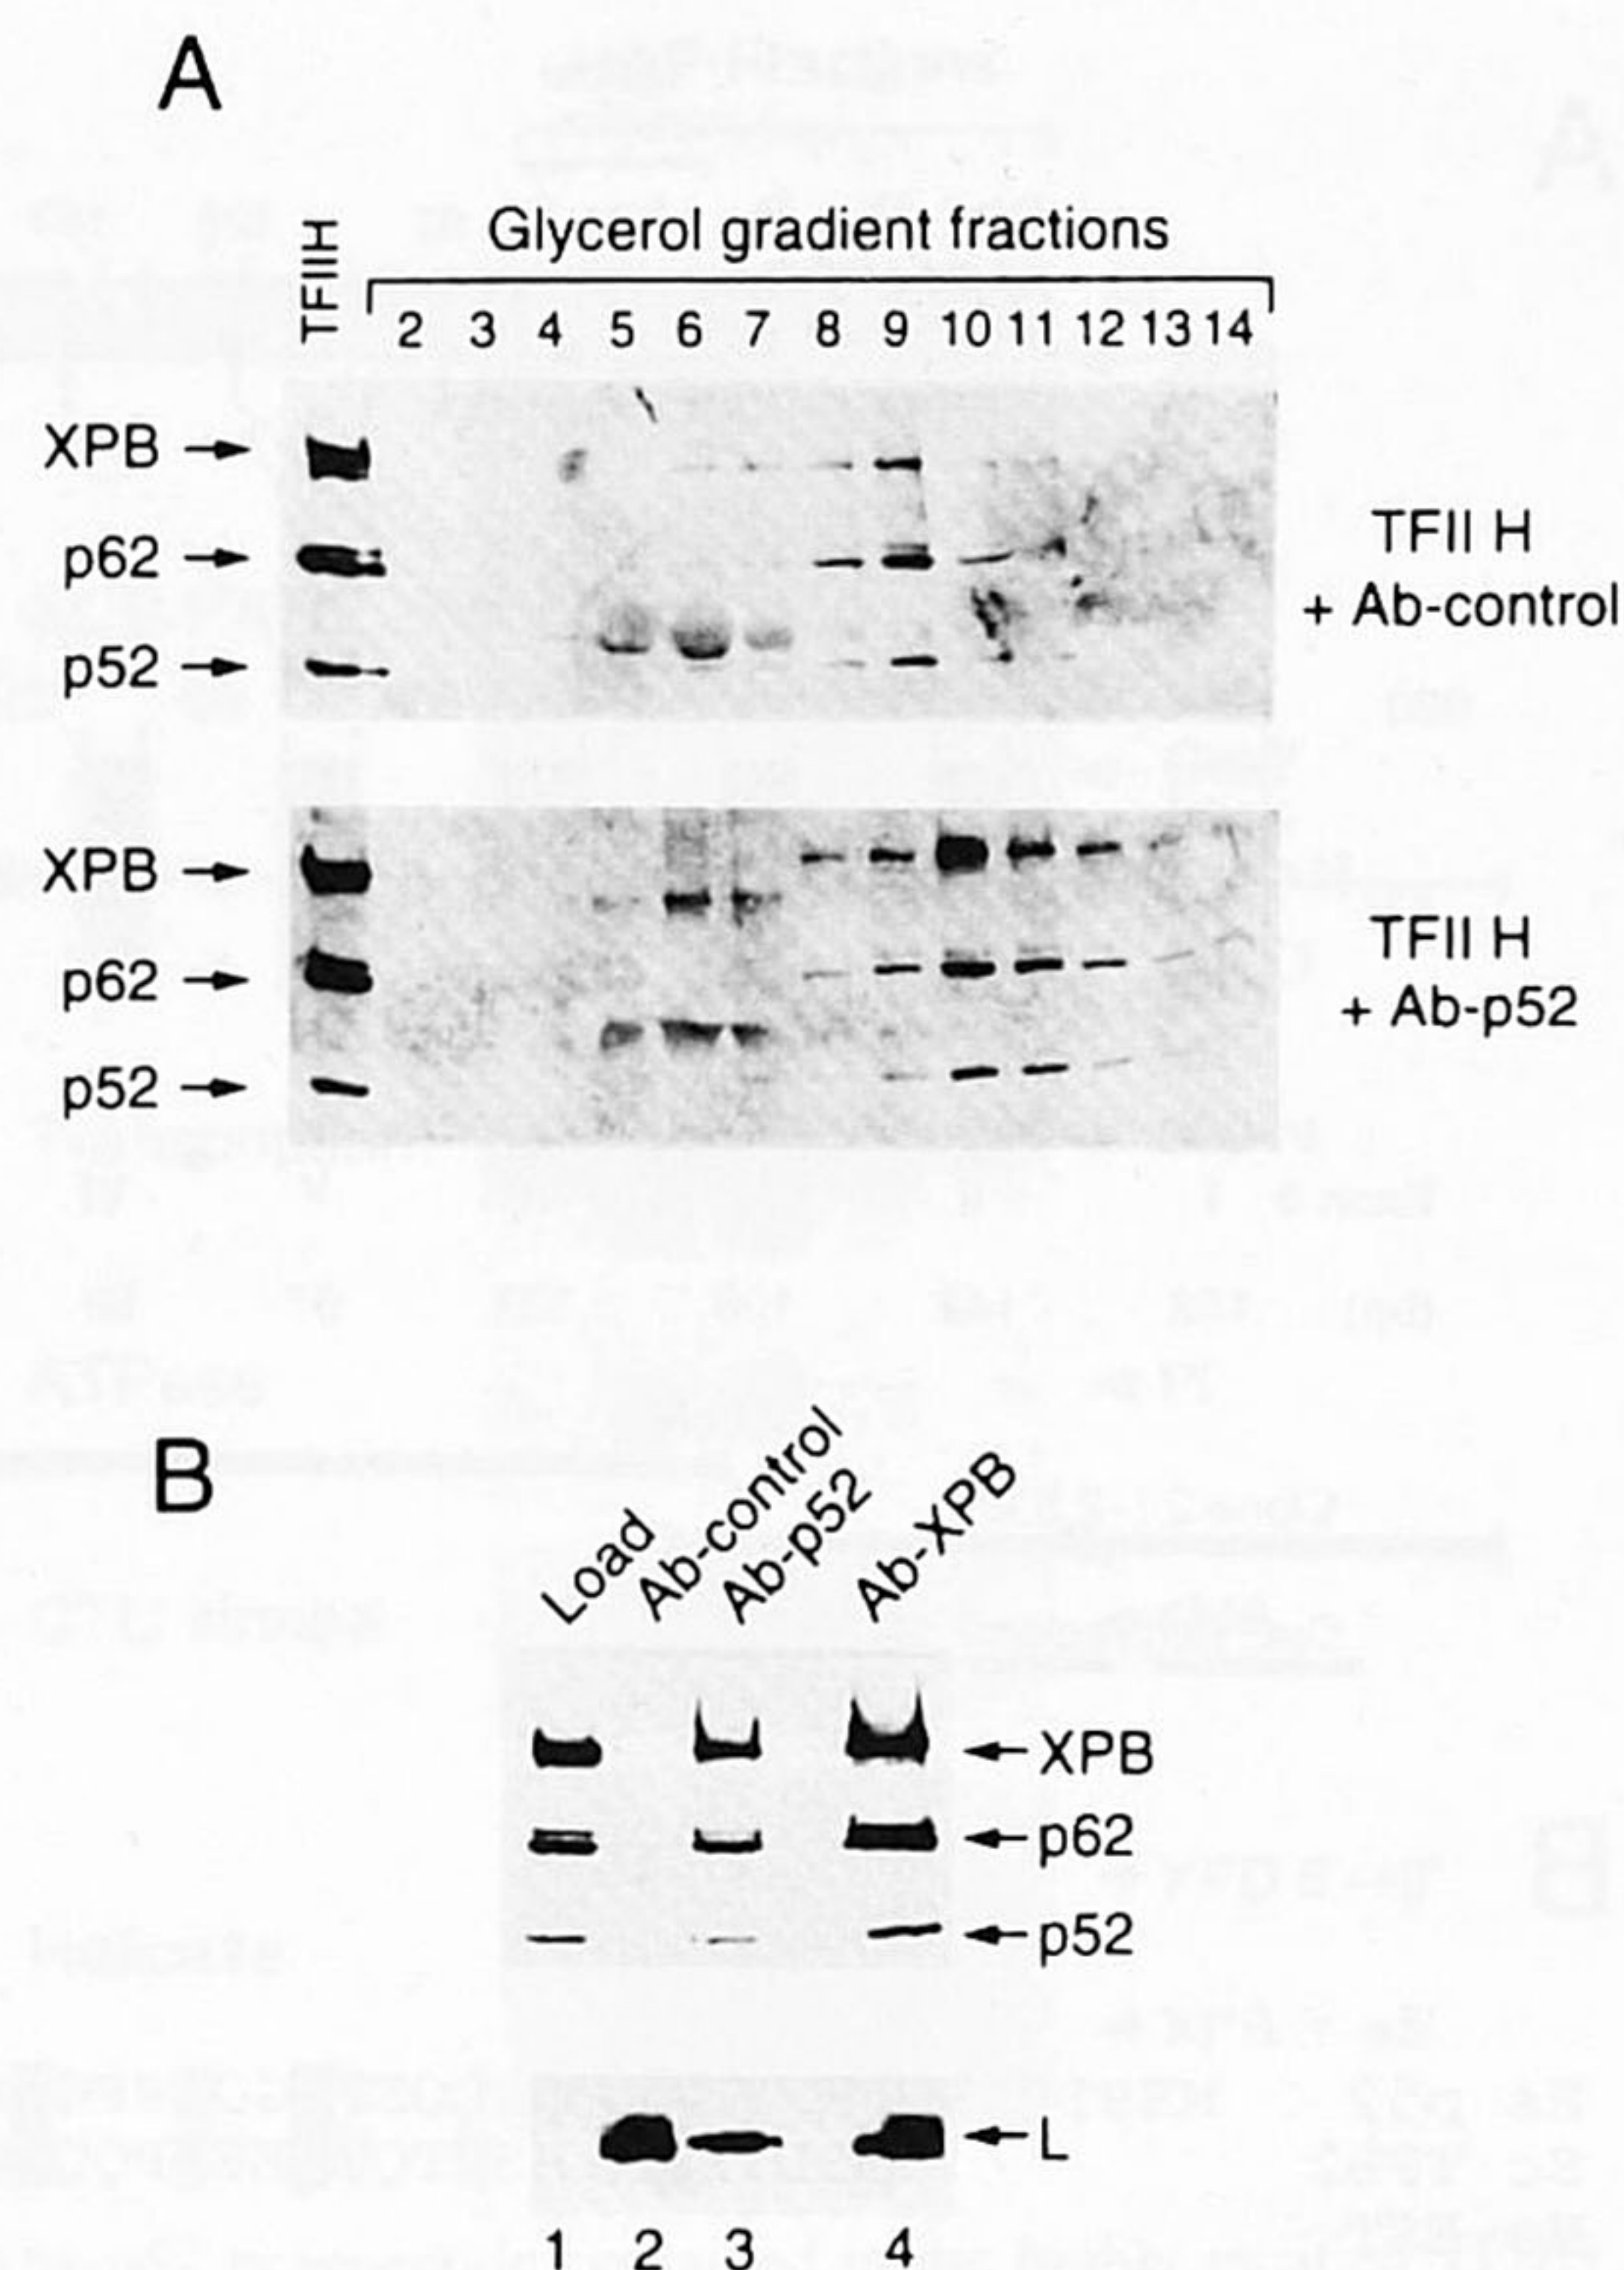 A
TFIIH
Glycerol gradient fractions
2 3 4 5 6 7 8 9 10 11 12 13 14
XPB
p62
p52
TFII H
+ Ab-control
XPB
p62
p52
TFII H
+ Ab-p52
B
Load
Ab-control
Ab-p52
Ab-XPB
XPB
p62
p52
L
1 2 3 4